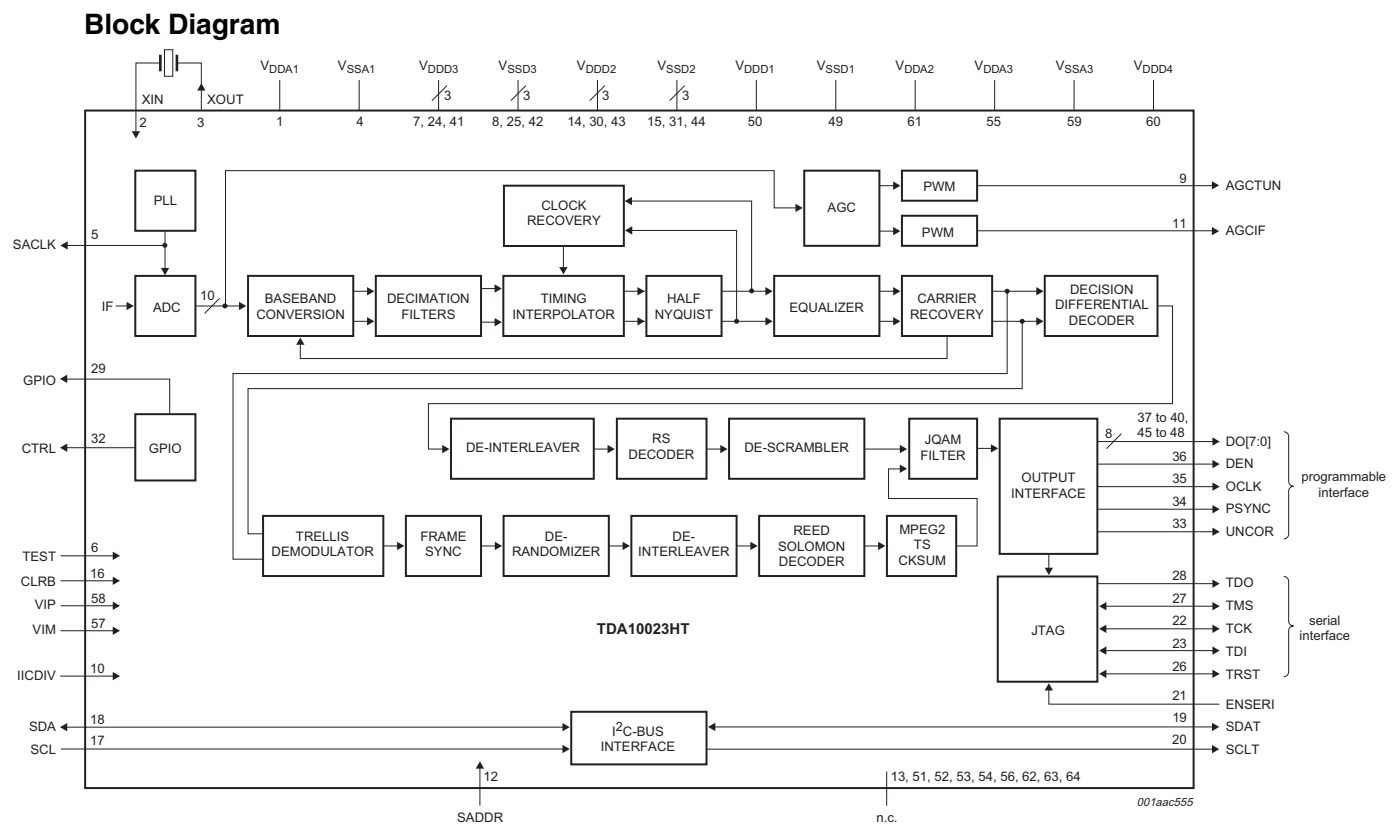 Block Diagram
XIN
XOUT
VDDA1
VSSA1
VDDD3
VSSD3
VDDD2
VSSD2
VDDD1
VSSD1
VDDA2
VDDA3
VSSA3
VDDD4
3
3
3
3
2
3
1
4
7, 24, 41
8, 25, 42
14, 30, 43
15, 31, 44
50
49
61
55
59
60
PLL
CLOCK
RECOVERY
AGC
PWM
9
AGCTUN
PWM
11
AGCIF
SACLK
5
IF
ADC
10
BASEBAND
CONVERSION
DECIMATION
FILTERS
TIMING
INTERPOLATOR
HALF
NYQUIST
EQUALIZER
CARRIER
RECOVERY
DECISION
DIFFERENTIAL
DECODER
GPIO
29
CTRL
32
GPIO
DE-INTERLEAVER
RS
DECODER
DE-SCRAMBLER
JQAM
FILTER
OUTPUT
INTERFACE
37 to 40,
45 to 48
8
DO[7:0]
36
DEN
35
OCLK
34
PSYNC
33
UNCOR
programmable
interface
TRELLIS
DEMODULATOR
FRAME
SYNC
DE-
RANDOMIZER
DE-
INTERLEAVER
REED
SOLOMON
DECODER
MPEG2
TS
CKSUM
TEST
6
CLRB
16
VIP
58
VIM
57
IICDIV
10
TDA10023HT
JTAG
28
TDO
27
TMS
22
TCK
23
TDI
26
TRST
serial
interface
21
ENSERI
SDA
18
SCL
17
I2C-BUS
INTERFACE
19
SDAT
20
SCLT
12
SADDR
13, 51, 52, 53, 54, 56, 62, 63, 64
n.c.
001aac555